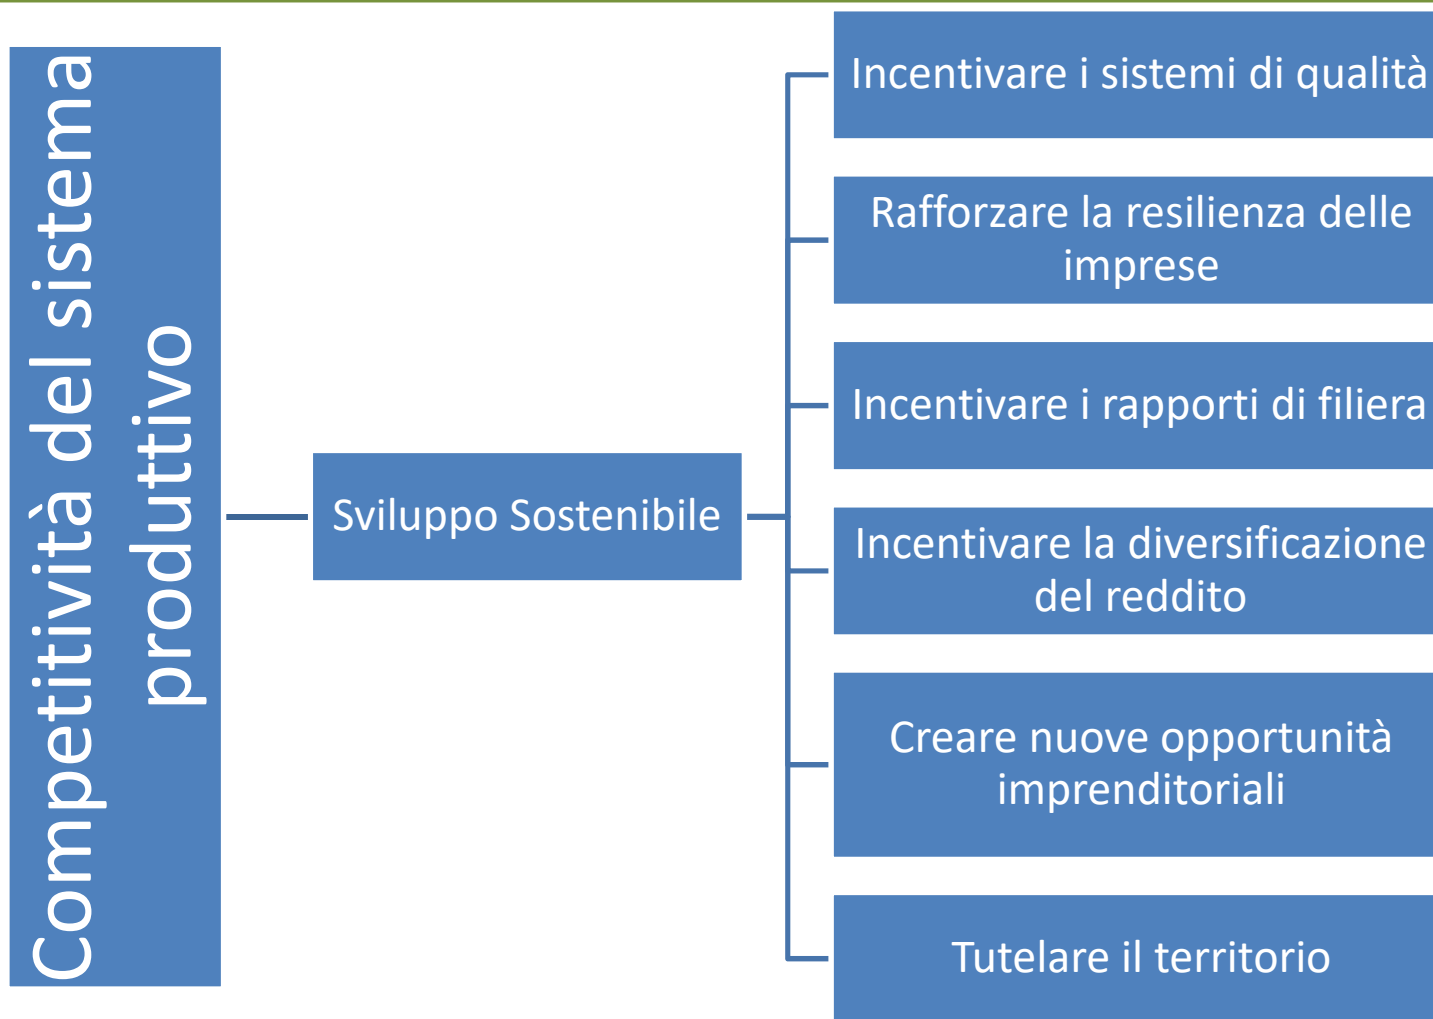 Competitività del sistema
produttivo
Sviluppo Sostenibile
Incentivare i sistemi di qualità
Rafforzare la resilienza delle
imprese
Incentivare i rapporti di filiera
Incentivare la diversificazione
del reddito
Creare nuove opportunità
imprenditoriali
Tutelare il territorio